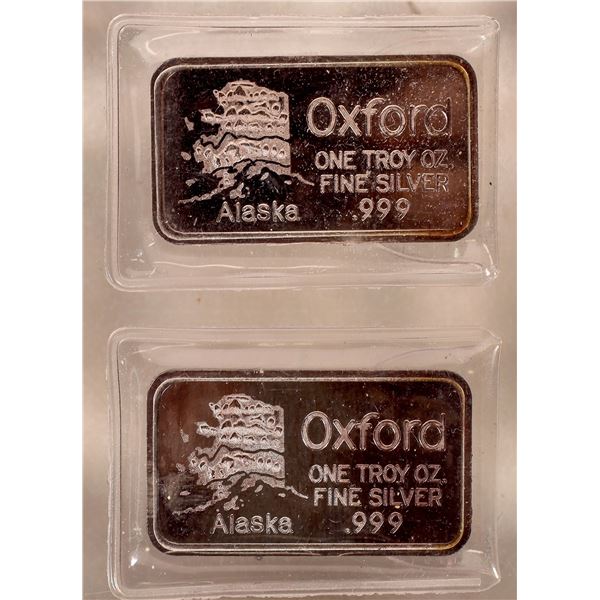 Oxford
ONE TROY OZ.
FINE SILVER
.999
Alaska
Oxford
ONE TROY OZ.
FINE SILVER
.999
Alaska